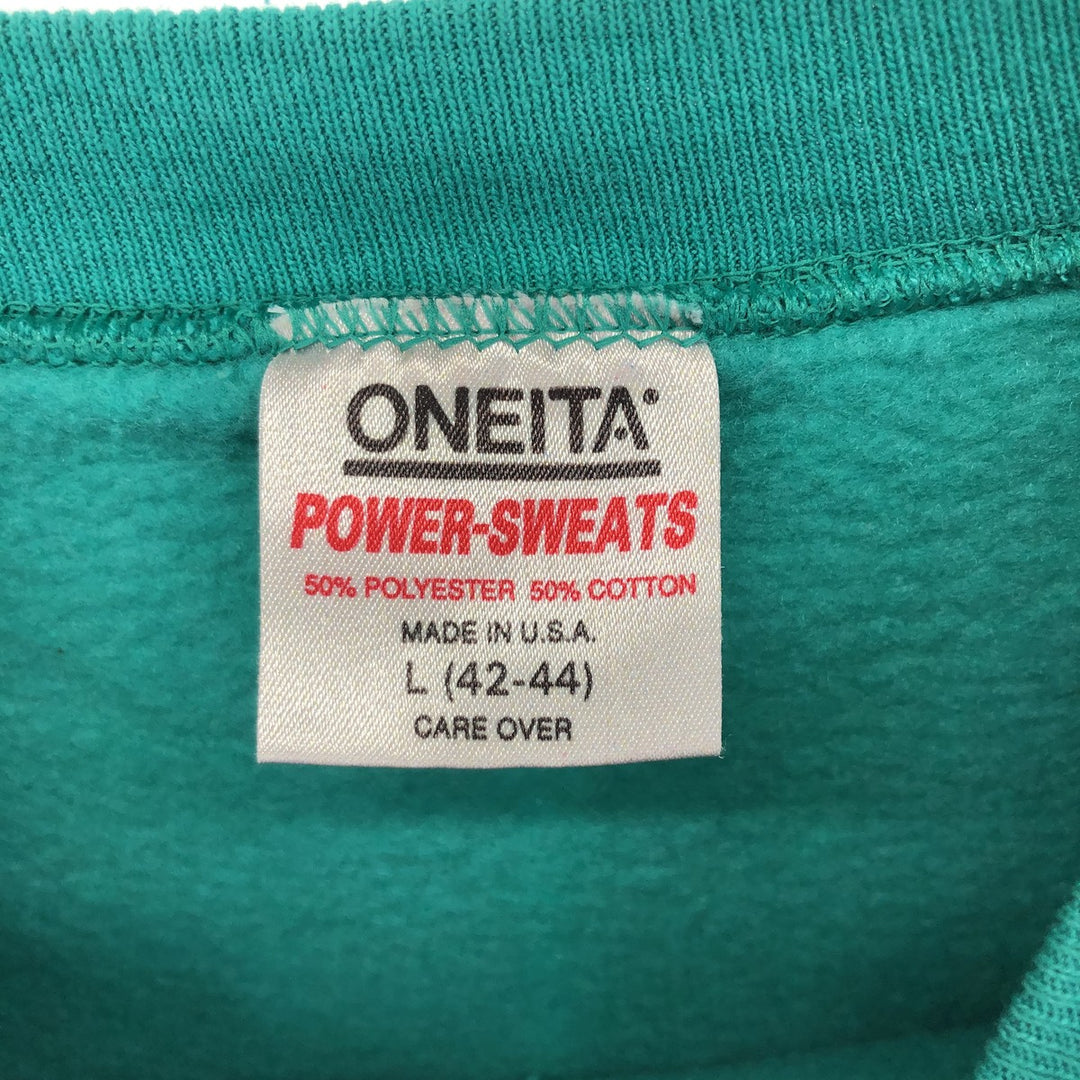 ONEITA
POWER-SWEATS
50% POLYESTER 50% COTTON
MADE IN U.S.A.
L (42-44)
CARE OVER